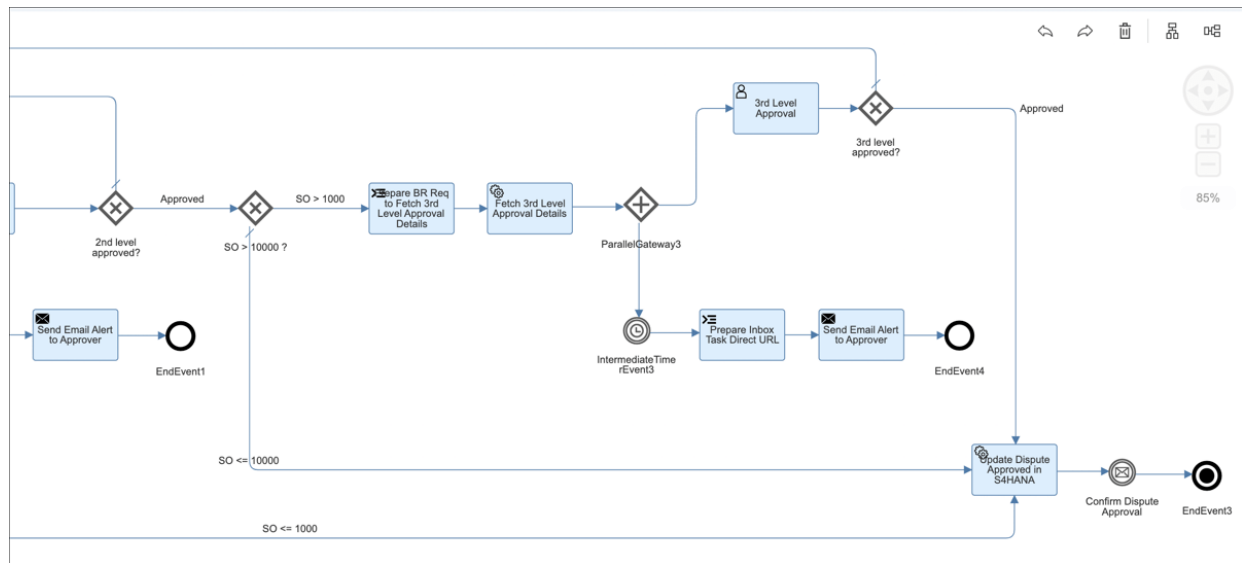 3rd Level
Approval
Approved
3rd level
approved?
85%
Approved
SO > 1000
epare BR Req
to Fetch 3rd
Level Approval
Details
Fetch 3rd Level
Approval Details
2nd level
approved?
SO > 10000 ?
ParallelGateway3
Send Email Alert
to Approver
EndEvent1
IntermediateTime
rEvent3
Prepare Inbox
Task Direct URL
Send Email Alert
to Approver
EndEvent4
SO <= 10000
Update Dispute
Approved in
S4HANA
Confirm Dispute
Approval
EndEvent3
SO <= 1000